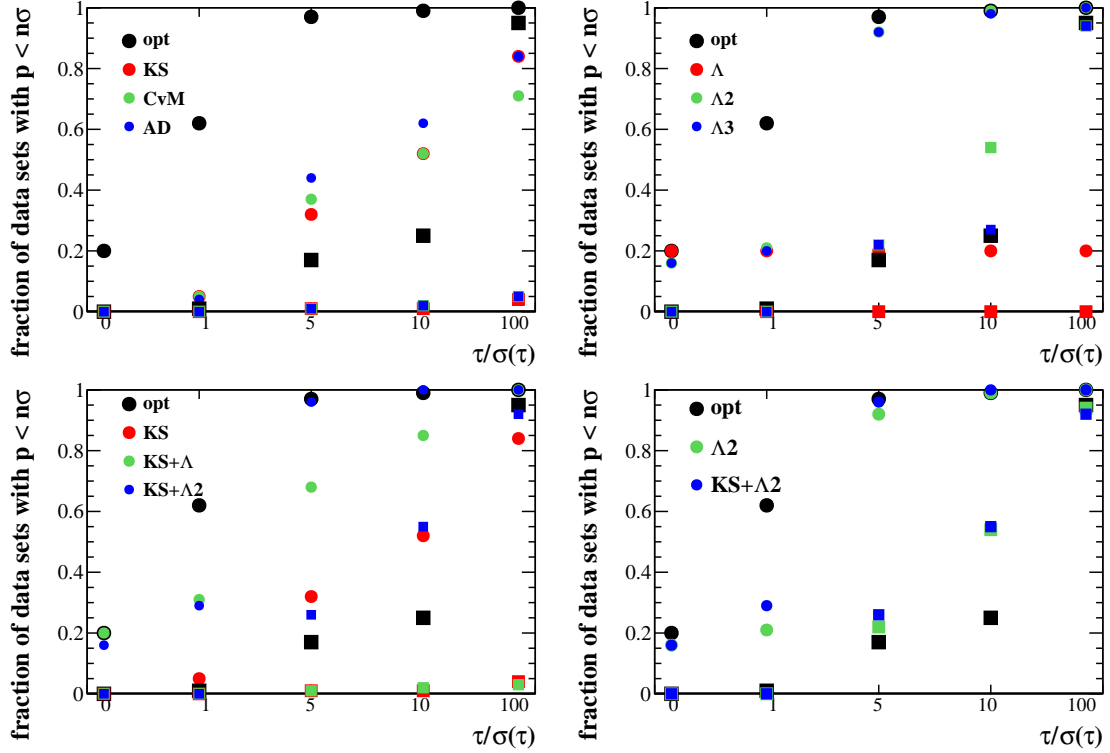 fraction of data sets with p < nσ
1
0.8
0.6
0.4
0.2
0
opt
KS
CvM
AD
0 1 5 10 100
τ/σ(τ)
fraction of data sets with p < nσ
1
0.8
0.6
0.4
0.2
0
opt
Λ
Λ2
Λ3
0 1 5 10 100
τ/σ(τ)
fraction of data sets with p < nσ
1
0.8
0.6
0.4
0.2
0
opt
KS
KS+Λ
KS+Λ2
0 1 5 10 100
τ/σ(τ)
fraction of data sets with p < nσ
1
0.8
0.6
0.4
0.2
0
opt
Λ2
KS+Λ2
0 1 5 10 100
τ/σ(τ)